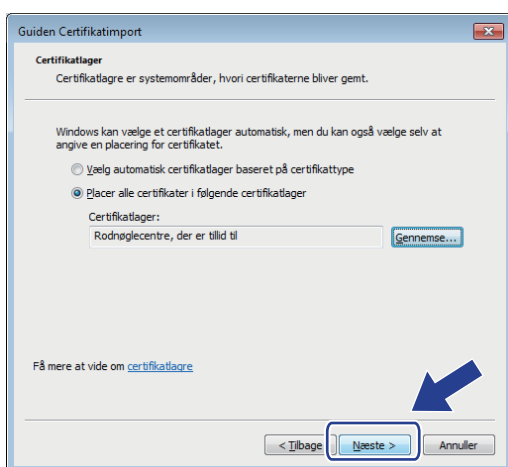 Guiden Certifikatimport
Certifikatlager
Certifikatlagre er systemområder, hvori certifikaterne bliver gemt.
Windows kan vælge et certifikatlager automatisk, men du kan også vælge selv at
angive en placering for certifikatet.
Vælg automatisk certifikatlager baseret på certifikattype
Placer alle certifikater i følgende certifikatlager
Certifikatlager:
Rodnøglecentre, der er tillid til
Gennemse...
Få mere at vide om certifikatlagre
< Tilbage
Næste >
Annuller